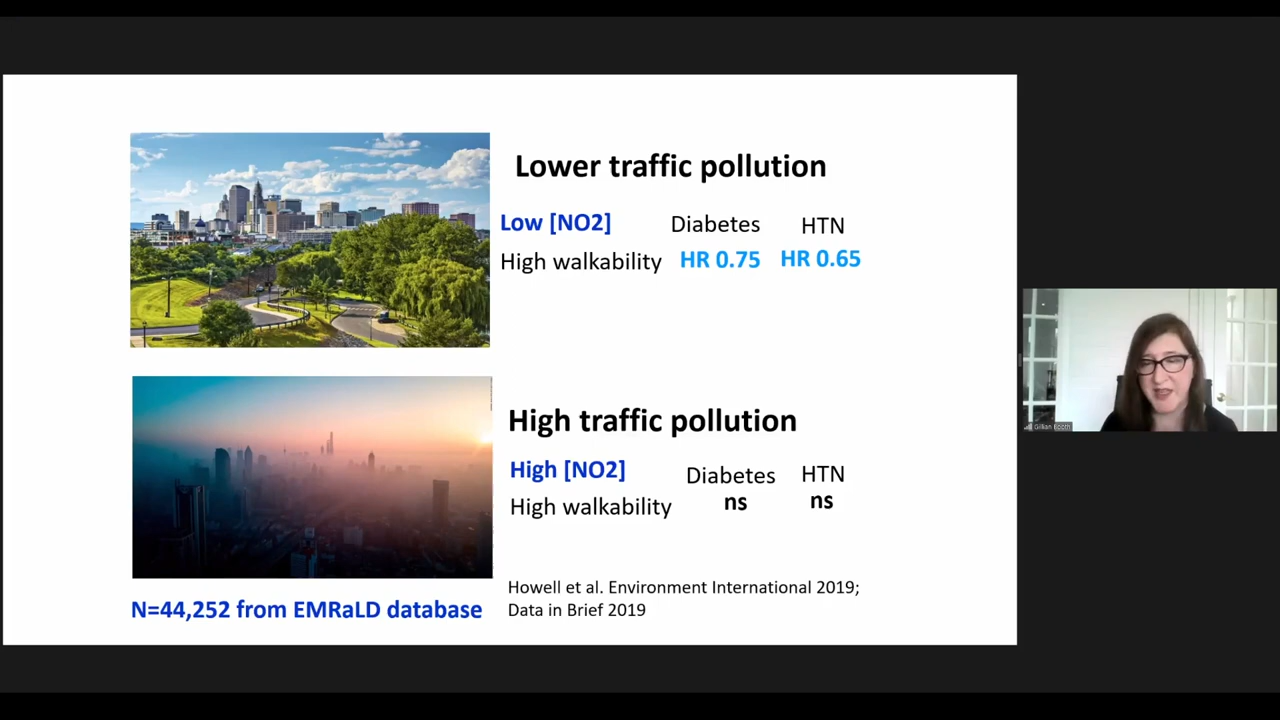 Lower traffic pollution
Low [NO2] Diabetes HTN
High walkability HR 0.75 HR 0.65
High traffic pollution
High [NO2] Diabetes HTN
High walkability ns ns
Howell et al. Environment International 2019;
Data in Brief 2019
N=44,252 from EMRaLD database
Gillian Booth